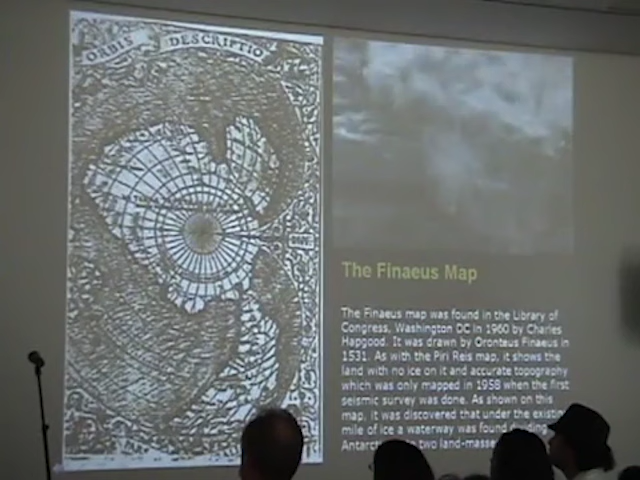 ORBIS DESCRIPTIO
The Finaeus Map
The Finaeus map was found in the Library of
Congress, Washington DC in 1960 by Charles
Hapgood. It was drawn by Oronteus Finaeus in
1531. As with the Piri Reis map, it shows the
land with no ice on it and accurate topography
which was only mapped in 1958 when the first
seismic survey was done. As shown on this
map, it was discovered that under the existing
mile of ice a waterway was found dividing
two land-masse